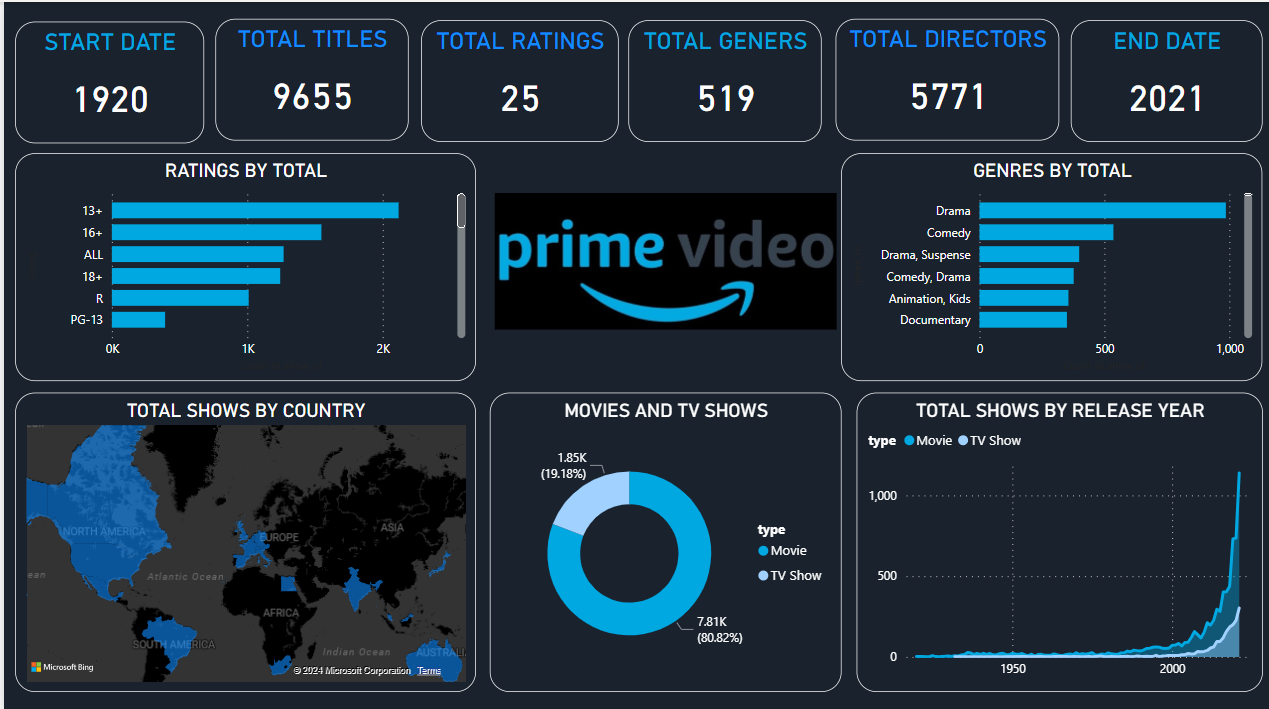 START DATE
1920
TOTAL TITLES
9655
TOTAL RATINGS
25
TOTAL GENERS
519
TOTAL DIRECTORS
5771
END DATE
2021
RATINGS BY TOTAL
13+
16+
ALL
18+
R
PG-13
0K 1K 2K
prime video
GENRES BY TOTAL
Drama
Comedy
Drama, Suspense
Comedy, Drama
Animation, Kids
Documentary
0 500 1,000
TOTAL SHOWS BY COUNTRY
NORTH AMERICA
EUROPE
ASIA
ean
Atlantic Ocean
AFRICA
SOUTH AMERICA
Indian Ocean
AUSTRALI
Microsoft Bing
© 2024 Microsoft Corporation Terms
MOVIES AND TV SHOWS
1.85K
(19.18%)
type
Movie
TV Show
7.81K
(80.82%)
TOTAL SHOWS BY RELEASE YEAR
type Movie TV Show
1,000
500
0
1950 2000